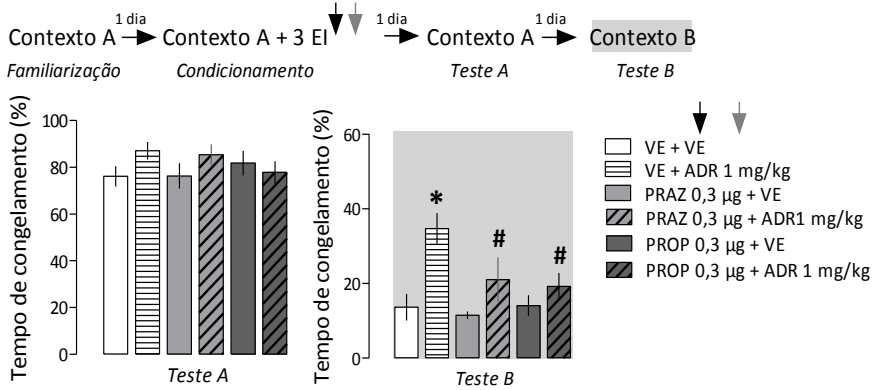 1 dia 1 dia 1 dia
Contexto A Contexto A + 3 EI Contexto A Contexto B
Familiarização Condicionamento Teste A Teste B
Tempo de congelamento (%)
100
80
60
40
20
0
Teste A
Tempo de congelamento (%)
60
40
20
0
*
#
#
Teste B
VE + VE
VE + ADR 1 mg/kg
PRAZ 0,3 µg + VE
PRAZ 0,3 µg + ADR1 mg/kg
PROP 0,3 µg + VE
PROP 0,3 µg + ADR 1 mg/kg